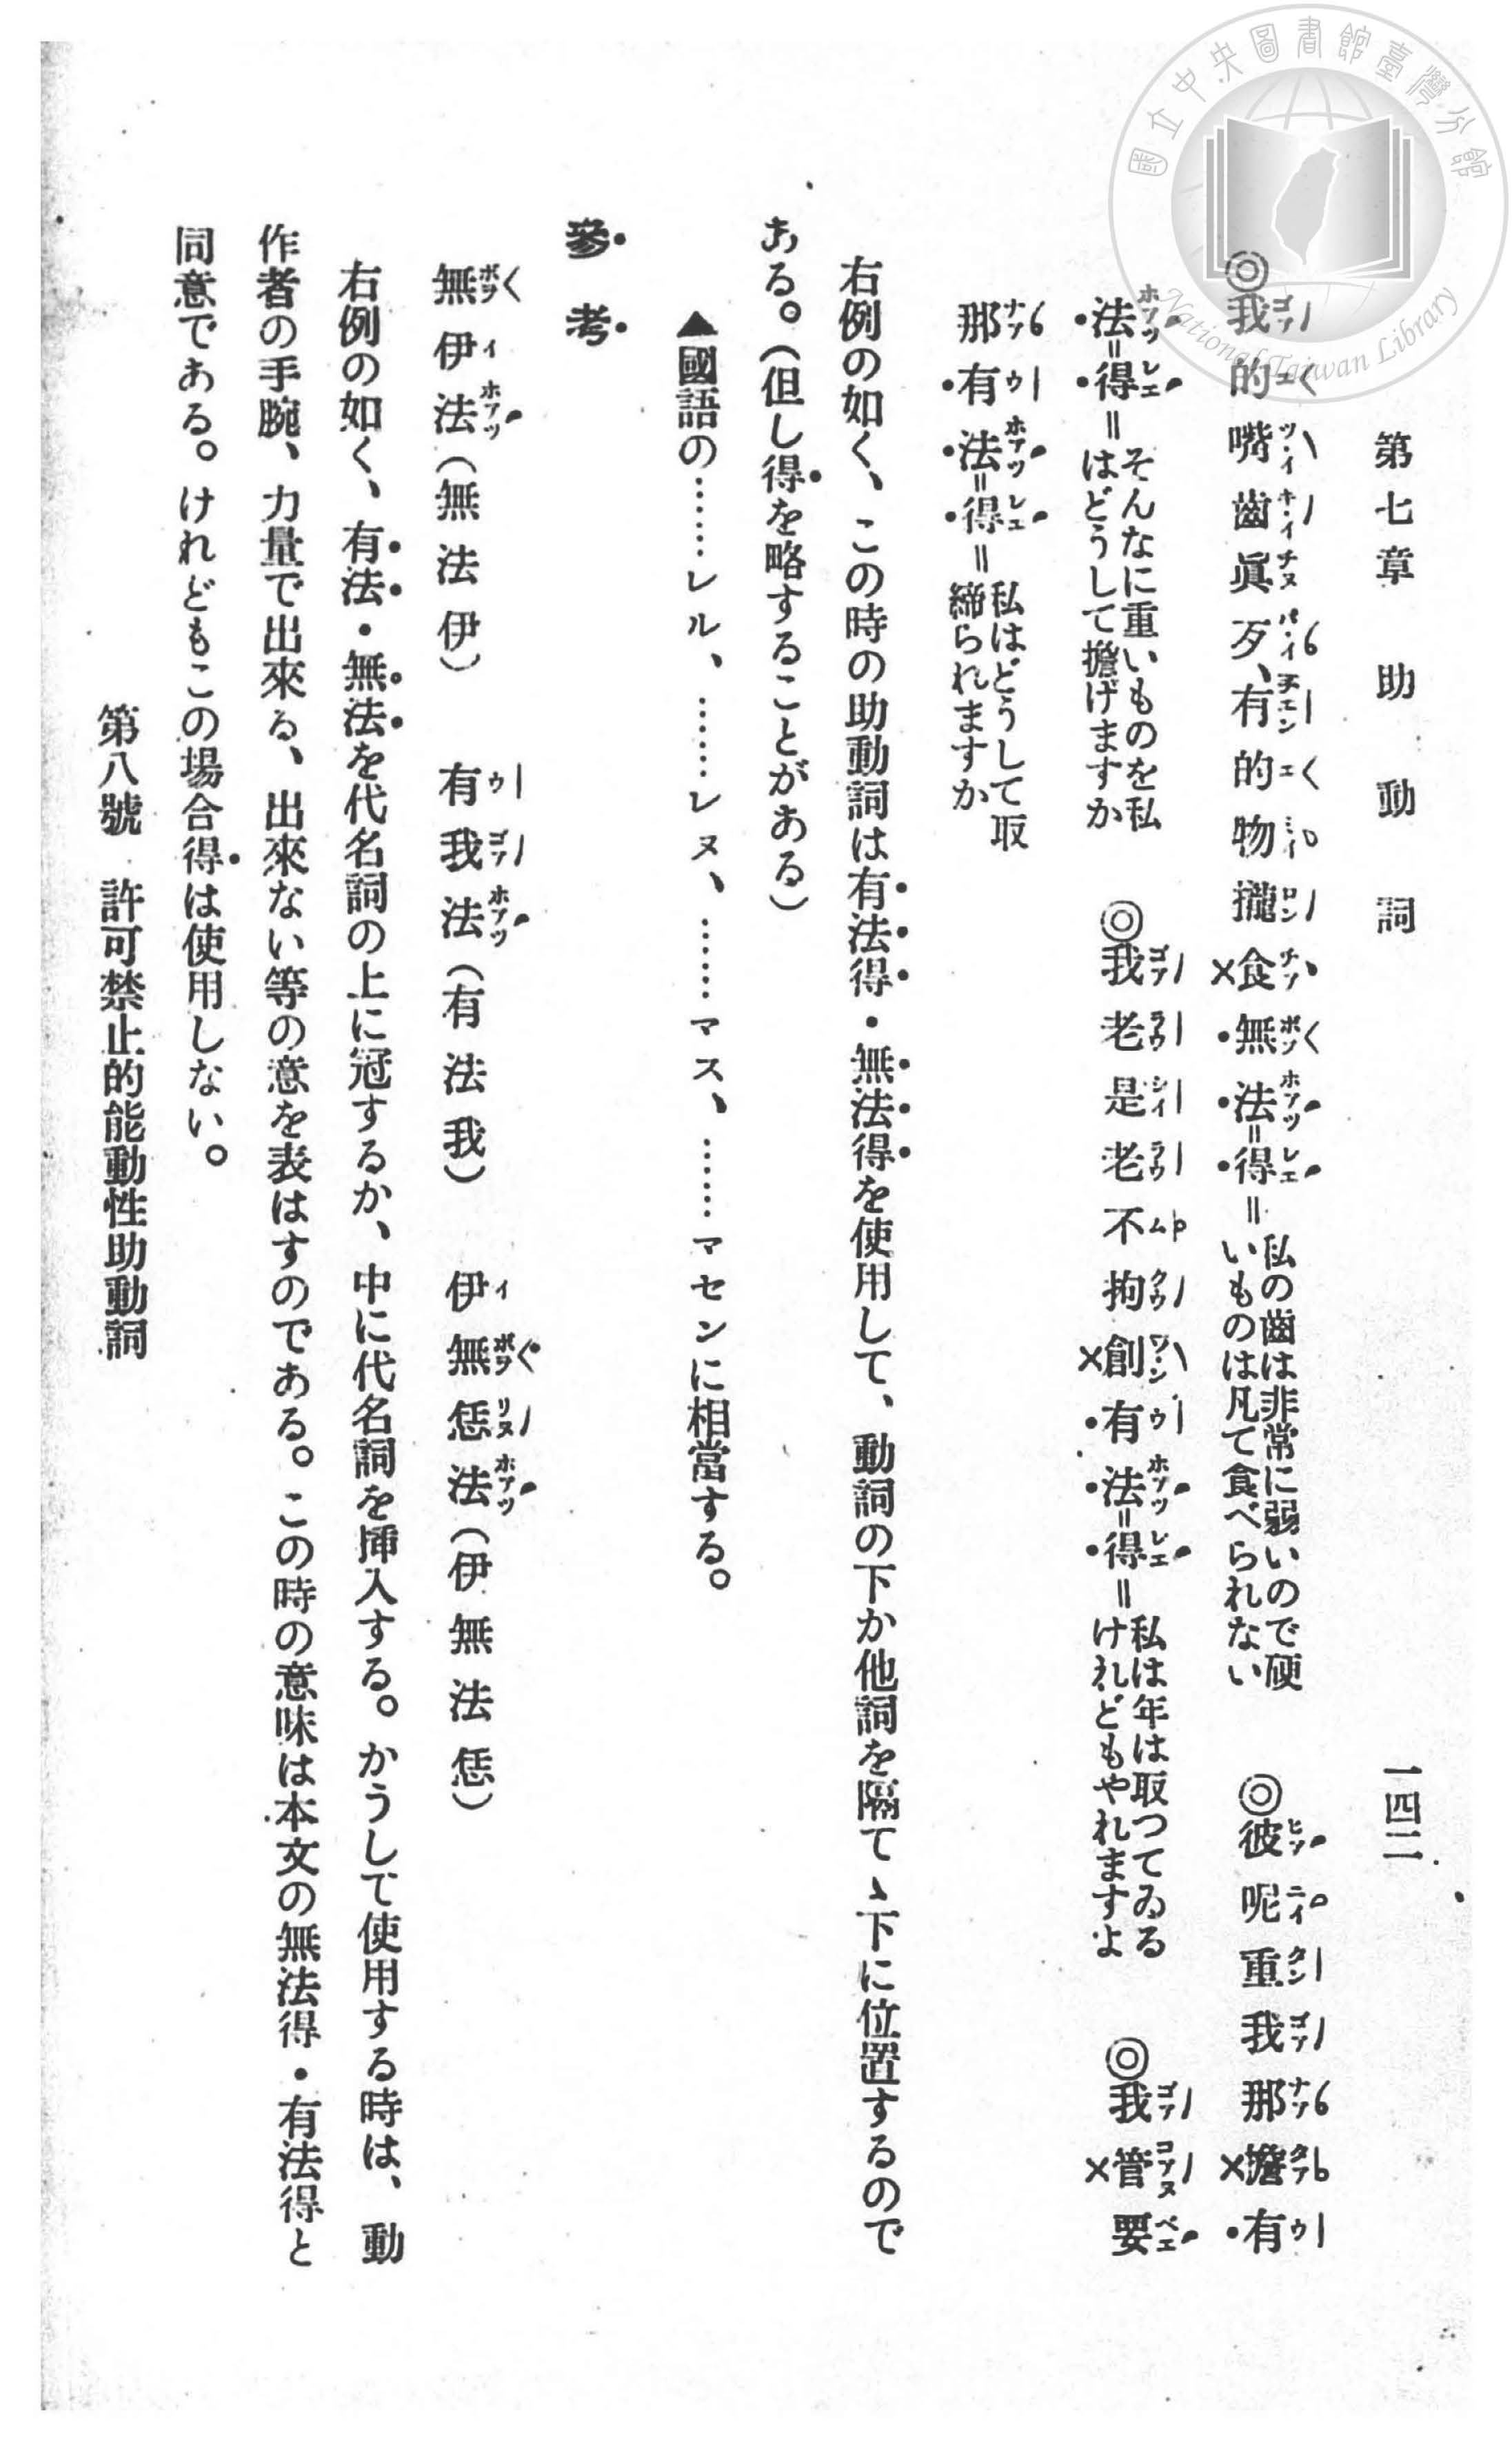 國立中央圖書館臺灣分館
National Taiwan Library
第七章 助動詞 一四二
◎我的嘴齒眞歹、有的物攏×食無法=得=私の齒は非常に弱いので硬いものは凡て食べられない ◎彼呢重我那×擔有
法=得=そんなに重いものを私はどうして擔げますか ◎我老是老不拘×創有法=得=私は年は取つてゐるけれどもやれますよ ◎我×管要
那有法=得=私はどうして取締られますか
右例の如く、この時の助動詞は有法得・無法得を使用して、動詞の下か他詞を隔てゝ下に位置するので
ある。(但し得を略することがある)
▲國語の……レル、……レヌ、……マス、……マセンに相當する。
參考
無伊法(無法伊) 有我法(有法我) 伊無恁法(伊無法恁)
右例の如く、有法・無法を代名詞の上に冠するか、中に代名詞を揷入する。かうして使用する時は、動
作者の手腕、力量で出來る、出來ない等の意を表はすのである。この時の意味は本文の無法得・有法得と
同意である。けれどもこの場合得は使用しない。
第八號 許可禁止的能動性助動詞